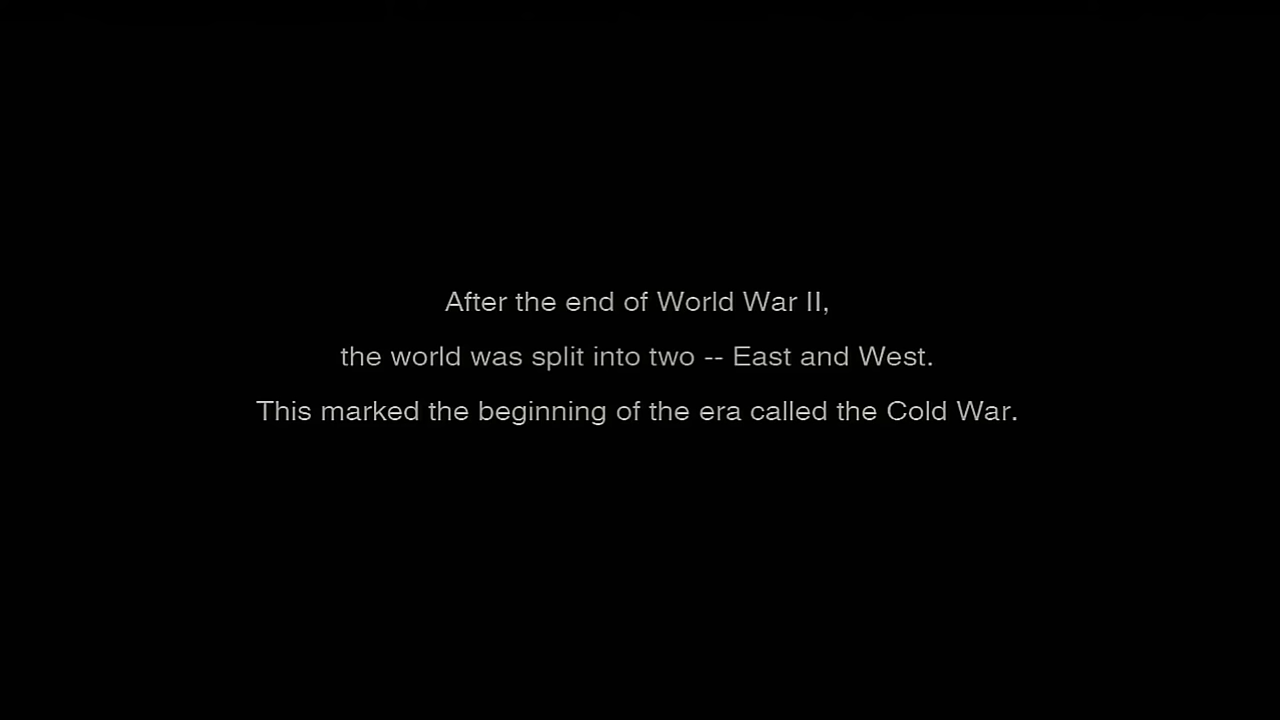 After the end of World War II,
the world was split into two -- East and West.
This marked the beginning of the era called the Cold War.